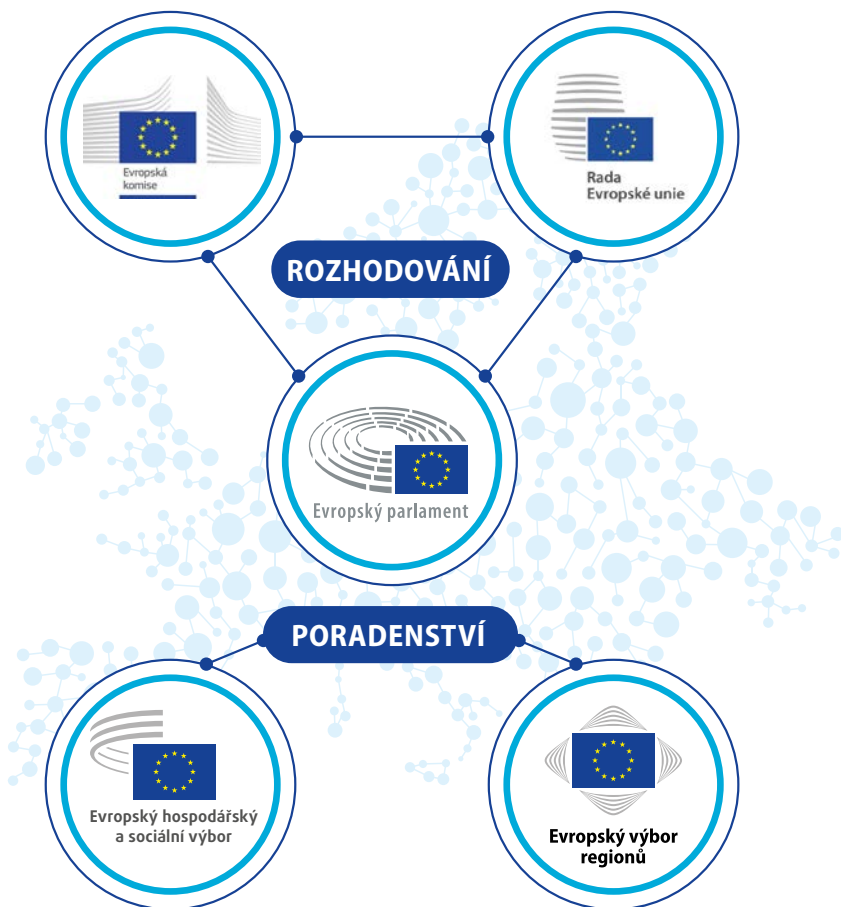 Evropská
komise
Rada
Evropské unie
ROZHODOVÁNÍ
Evropský parlament
PORADENSTVÍ
Evropský hospodářský
a sociální výbor
Evropský výbor
regionů